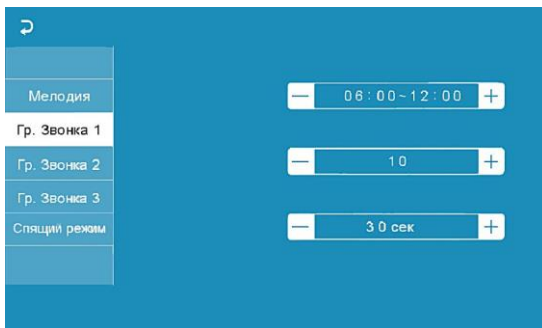 Мелодия
— 06:00~12:00 +
Гр. Звонка 1
Гр. Звонка 2
— 10 +
Гр. Звонка 3
Спящий режим
— 30 сек +